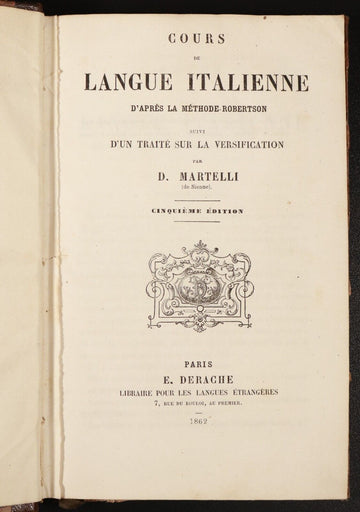 COURS
DE
LANGUE ITALIENNE
D'APRÈS LA MÉTHODE-ROBERTSON
SUIVI
D'UN TRAITÉ SUR LA VERSIFICATION
PAR
D. MARTELLI
(de Sienne).
CINQUIÈME ÉDITION
PARIS
E. DERACHE
LIBRAIRE POUR LES LANGUES ÉTRANGÈRES
7, RUE DU BOULOI, AU PREMIER.
1862